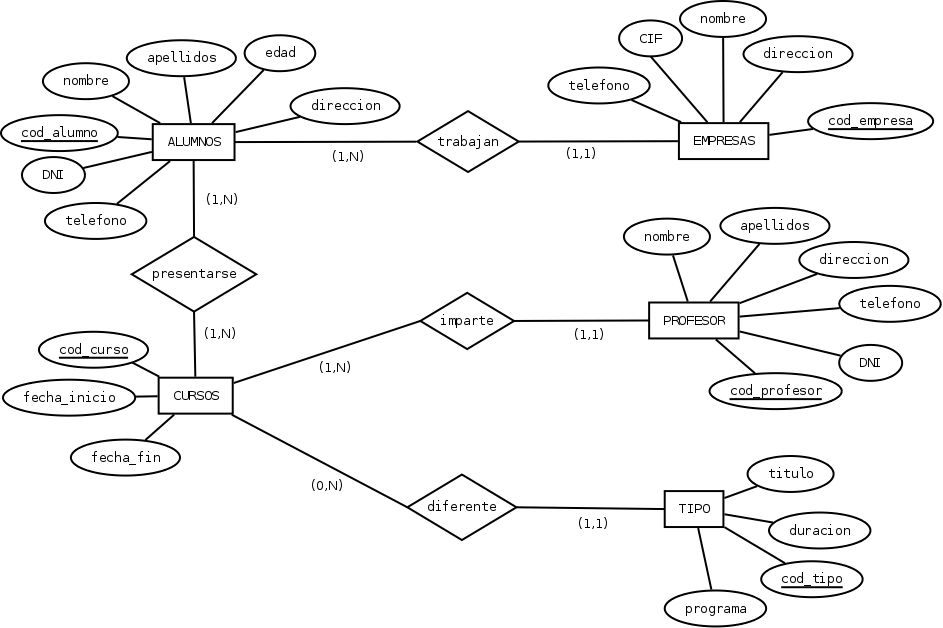 nombre
CIF
apellidos
edad
direccion
nombre
telefono
direccion
cod_empresa
cod_alumno
ALUMNOS
trabajan
EMPRESAS
(1,N)
(1,1)
DNI
(1,N)
telefono
nombre
apellidos
direccion
presentarse
telefono
imparte
PROFESOR
(1,N)
(1,1)
cod_curso
(1,N)
DNI
cod_profesor
fecha_inicio
CURSOS
fecha_fin
titulo
(0,N)
diferente
TIPO
(1,1)
duracion
cod_tipo
programa